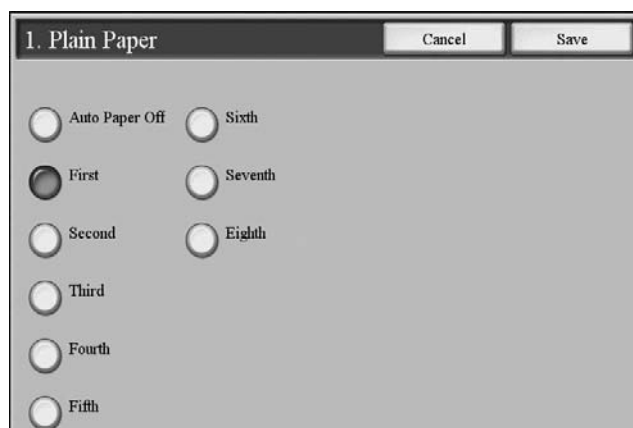 1. Plain Paper
Cancel
Save
Auto Paper Off
First
Second
Third
Fourth
Fifth
Sixth
Seventh
Eighth